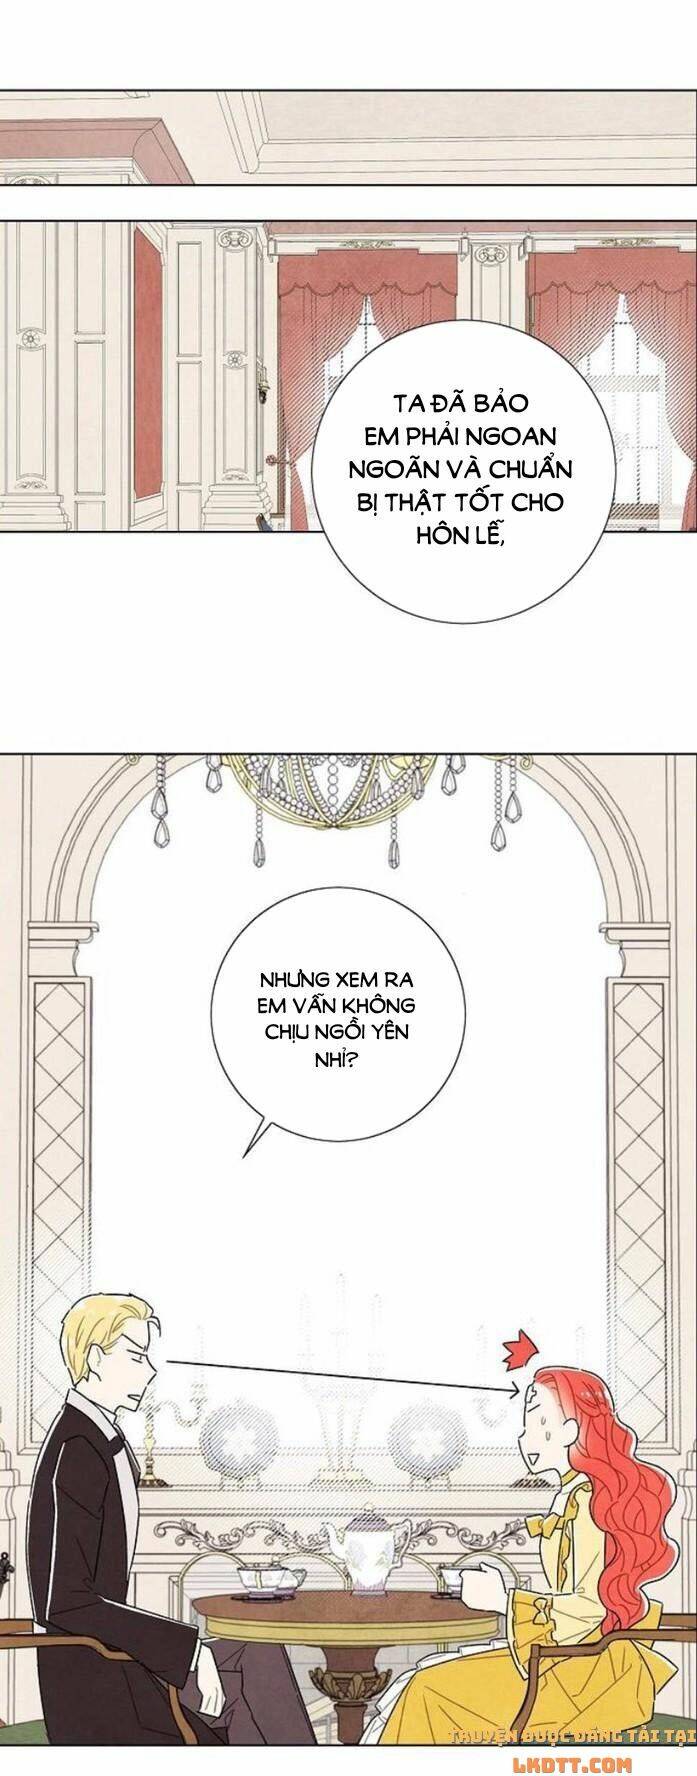 TA ĐÃ BẢO
EM PHẢI NGOAN
NGOÃN VÀ CHUẨN
BỊ THẬT TỐT CHO
HÔN LỄ,
NHƯNG XEM RA
EM VẪN KHÔNG
CHỊU NGỒI YÊN
NHỈ?
TRUYỆN ĐƯỢC ĐĂNG TẢI TẠI
LKDTT.COM